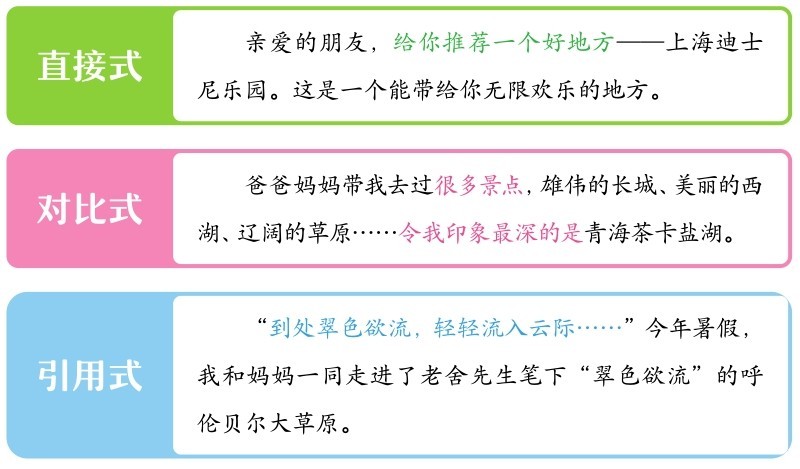 直接式
亲爱的朋友，给你推荐一个好地方——上海迪士
尼乐园。这是一个能带给你无限欢乐的地方。
对比式
爸爸妈妈带我去过很多景点，雄伟的长城、美丽的西
湖、辽阔的草原……令我印象最深的是青海茶卡盐湖。
引用式
“到处翠色欲流，轻轻流入云际……”今年暑假，
我和妈妈一同走进了老舍先生笔下“翠色欲流”的呼
伦贝尔大草原。